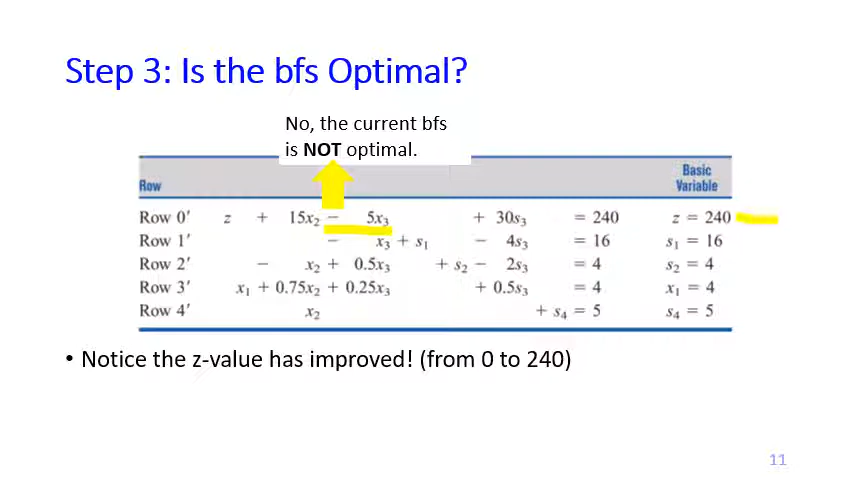 Step 3: Is the bfs Optimal?
No, the current bfs
is NOT optimal.
Row Basic Variable
Row 0′ z + 15x₂ − 5x₃ + 30s₃ = 240 z = 240
Row 1′ − x₃ + s₁ − 4s₃ = 16 s₁ = 16
Row 2′ − x₂ + 0.5x₃ + s₂ − 2s₃ = 4 s₂ = 4
Row 3′ x₁ + 0.75x₂ + 0.25x₃ + 0.5s₃ = 4 x₁ = 4
Row 4′ x₂ + s₄ = 5 s₄ = 5
• Notice the z-value has improved! (from 0 to 240)
11